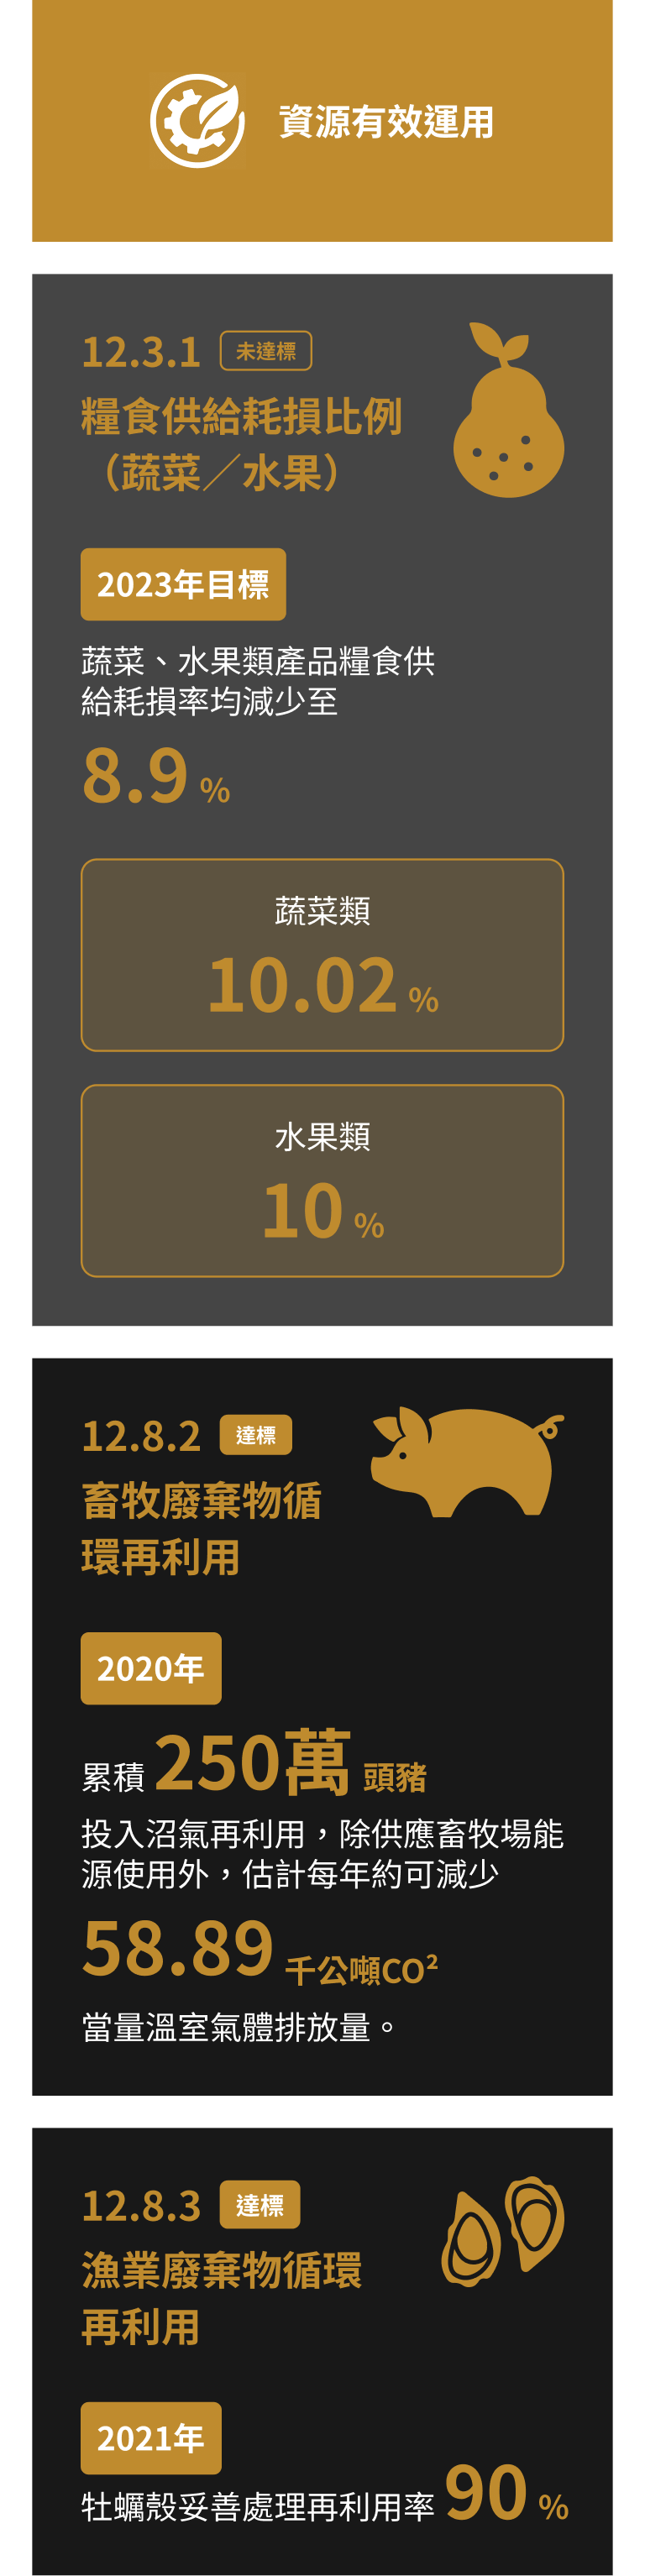 資源有效運用
12.3.1 未達標
糧食供給耗損比例
（蔬菜／水果）
2023年目標
蔬菜、水果類產品糧食供
給耗損率均減少至
8.9 %
蔬菜類
10.02 %
水果類
10 %
12.8.2 達標
畜牧廢棄物循
環再利用
2020年
累積 250萬 頭豬
投入沼氣再利用，除供應畜牧場能
源使用外，估計每年約可減少
58.89 千公噸CO²
當量溫室氣體排放量。
12.8.3 達標
漁業廢棄物循環
再利用
2021年
牡蠣殼妥善處理再利用率 90 %